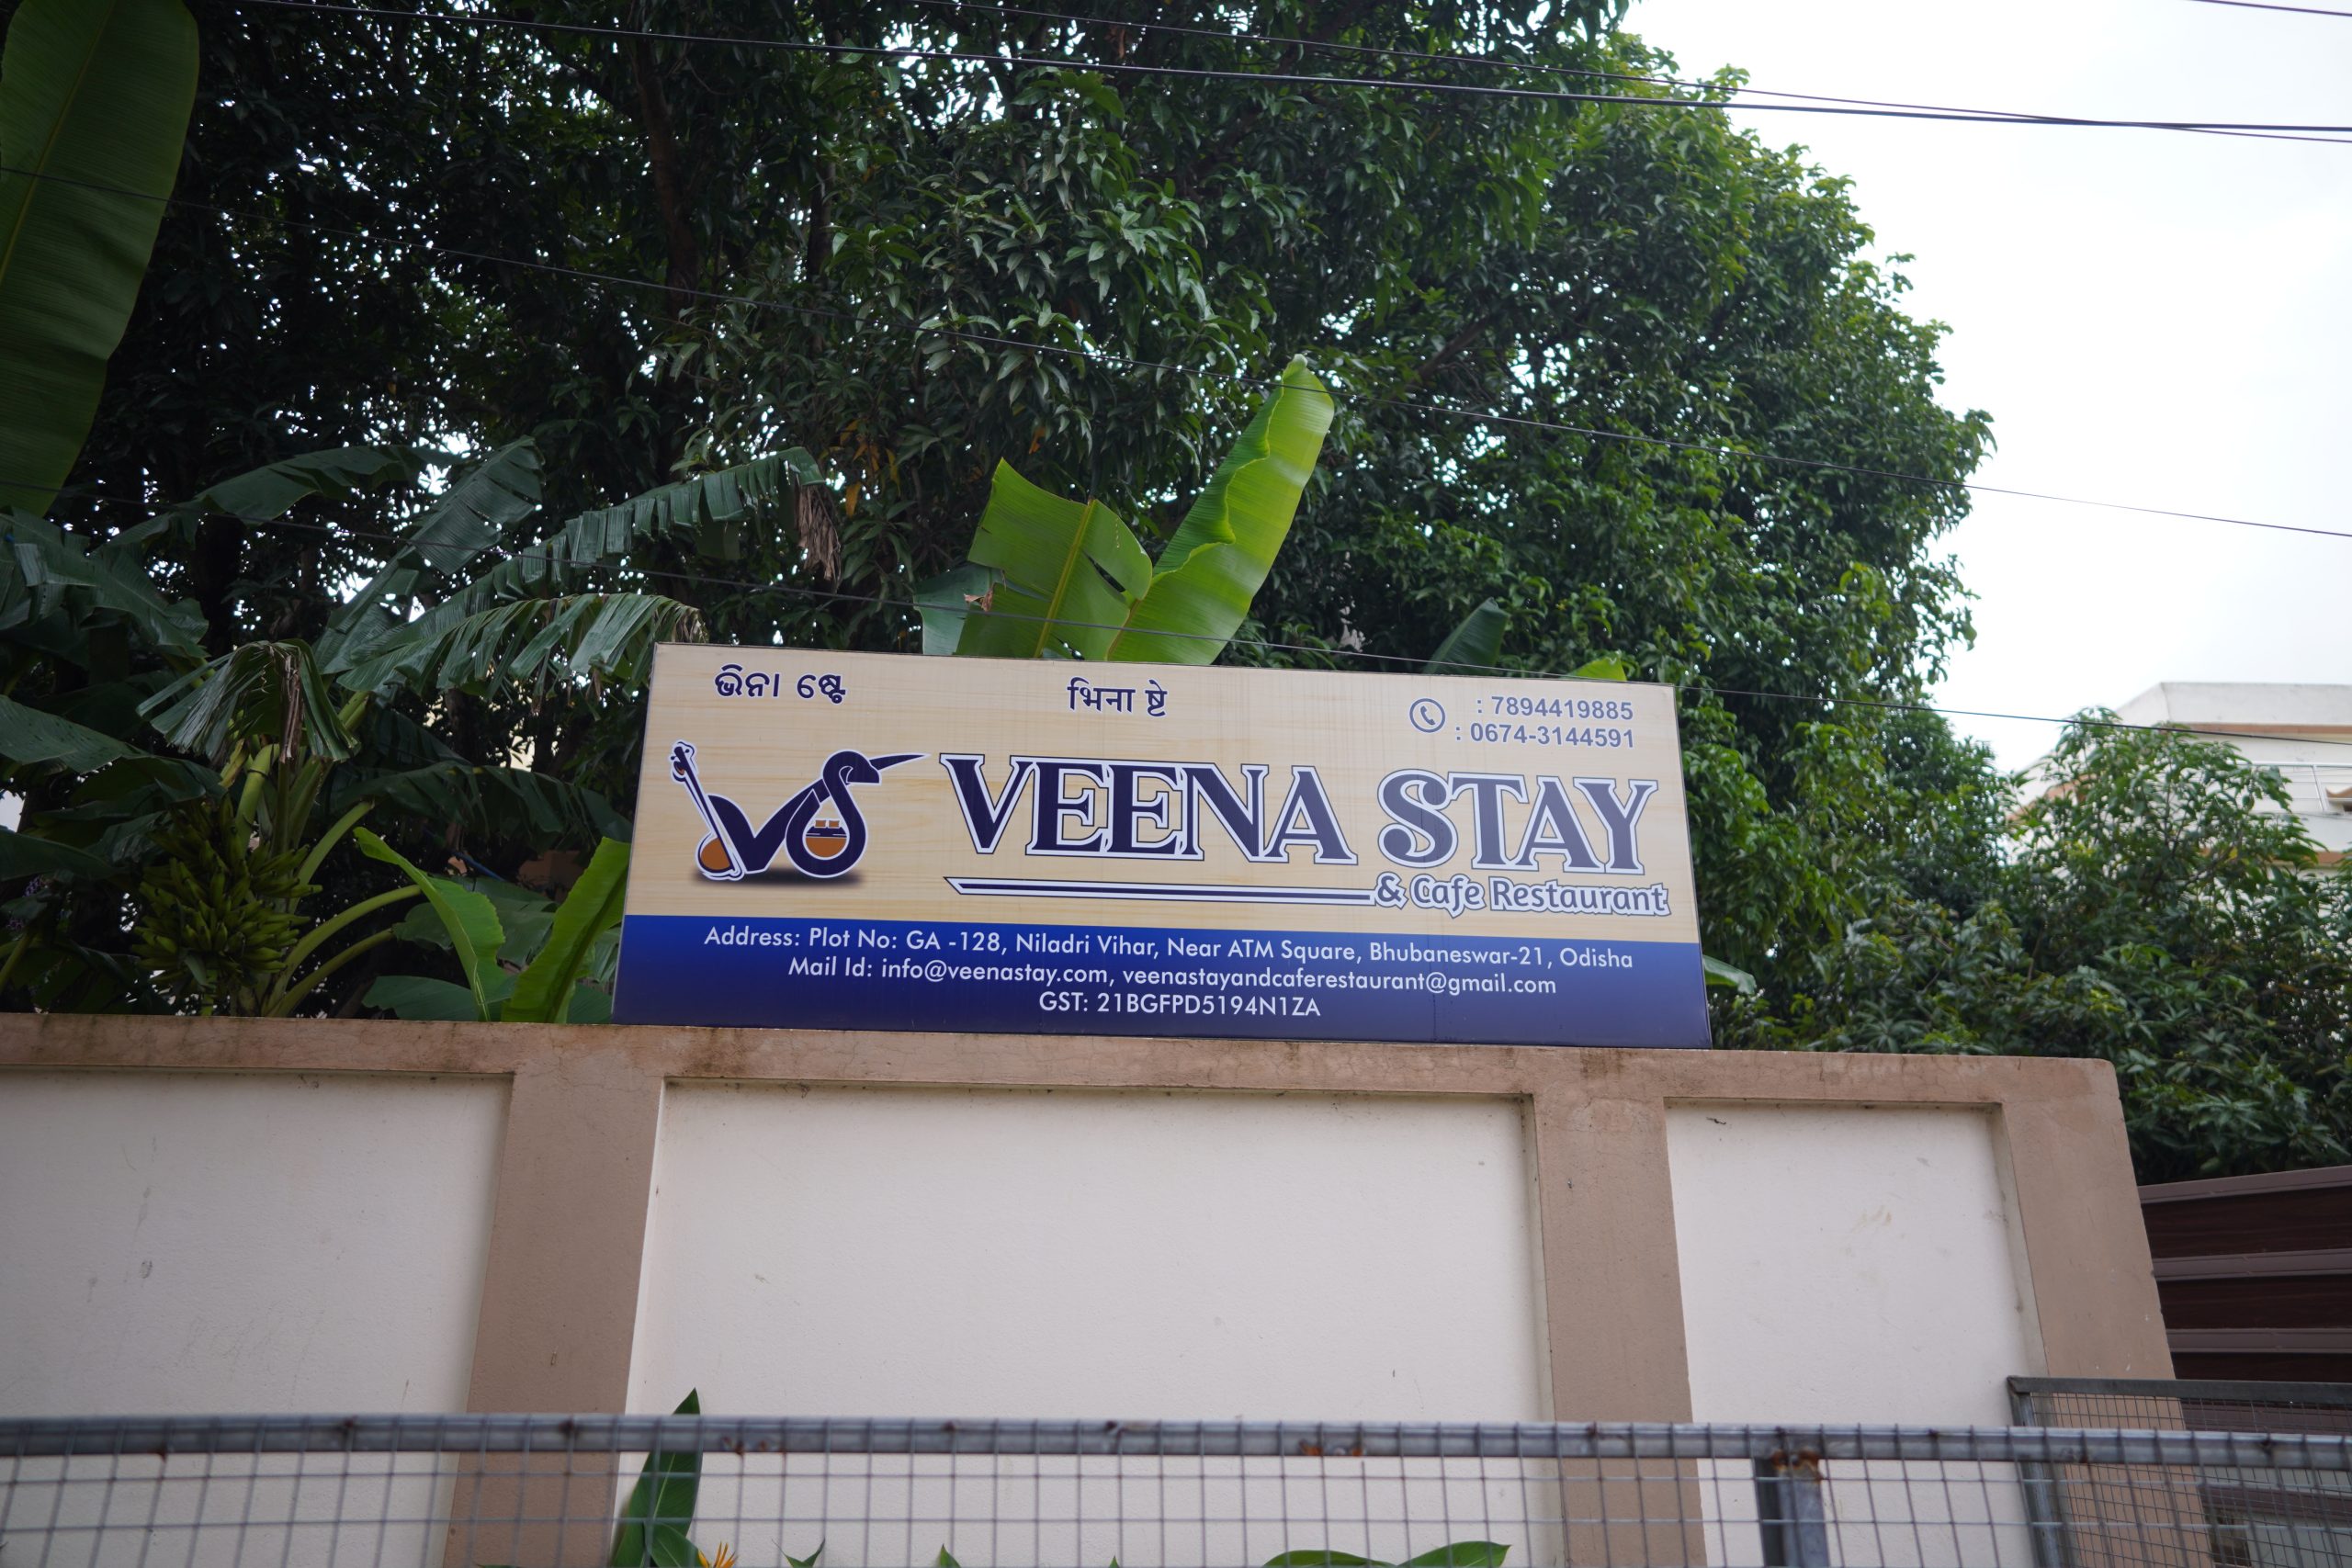 ଭିନା ଷ୍ଟେ
भिना ष्टे
: 7894419885
: 0674-3144591
VS
VEENA STAY
& Cafe Restaurant
Address: Plot No: GA -128, Niladri Vihar, Near ATM Square, Bhubaneswar-21, Odisha
Mail Id: info@veenastay.com, veenastayandcaferestaurant@gmail.com
GST: 21BGFPD5194N1ZA